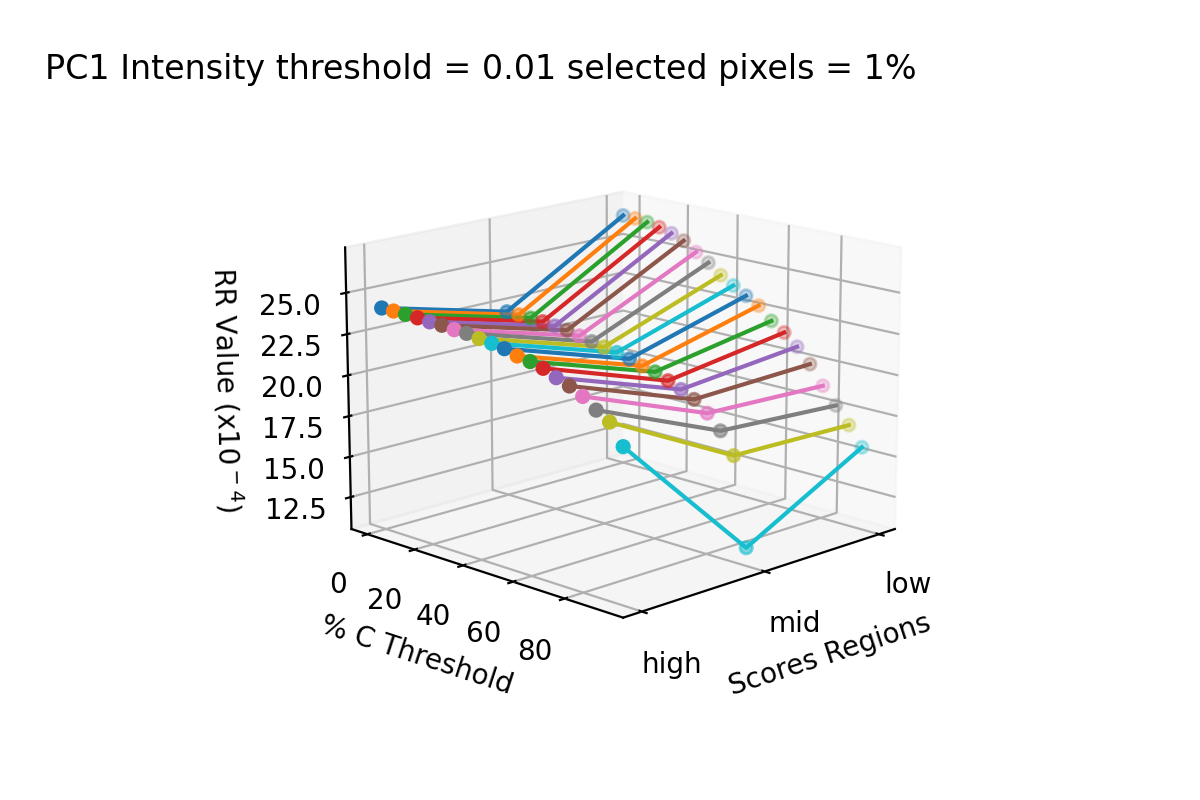 PC1 Intensity threshold = 0.01 selected pixels = 1%
RR Value (x10⁻⁴)
25.0
22.5
20.0
17.5
15.0
12.5
0
20
40
60
80
% C Threshold
high
mid
low
Scores Regions